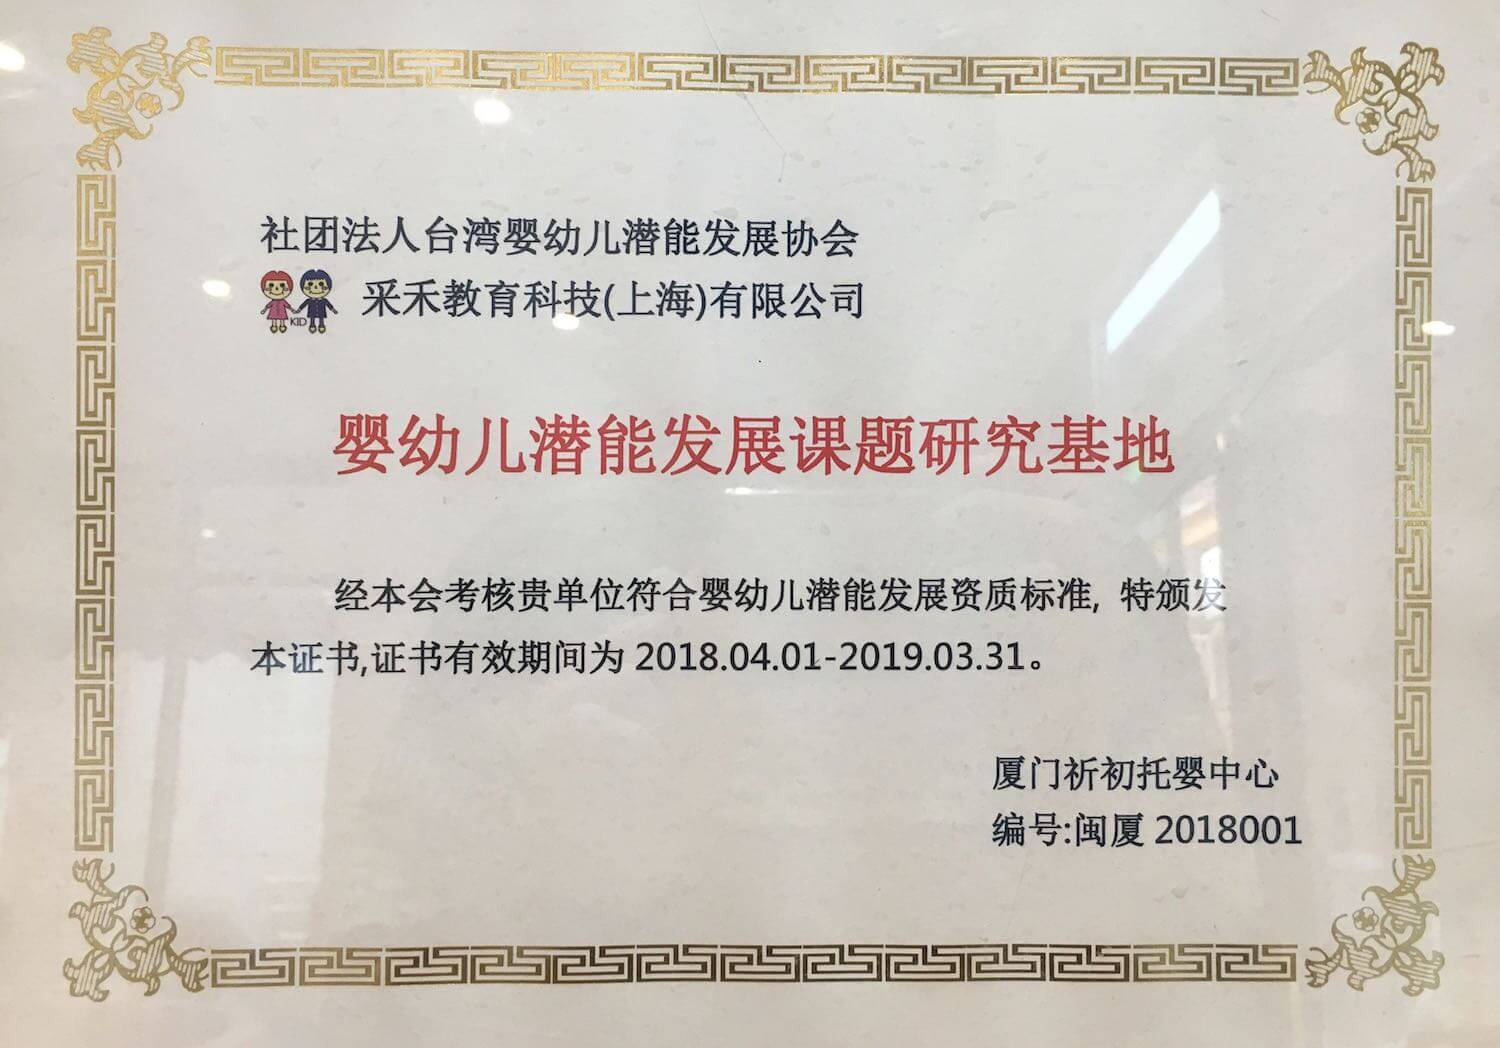 社团法人台湾婴幼儿潜能发展协会
KID 采禾教育科技(上海)有限公司
婴幼儿潜能发展课题研究基地
经本会考核贵单位符合婴幼儿潜能发展资质标准, 特颁发
本证书,证书有效期间为 2018.04.01-2019.03.31。
厦门祈初托婴中心
编号:闽厦 2018001